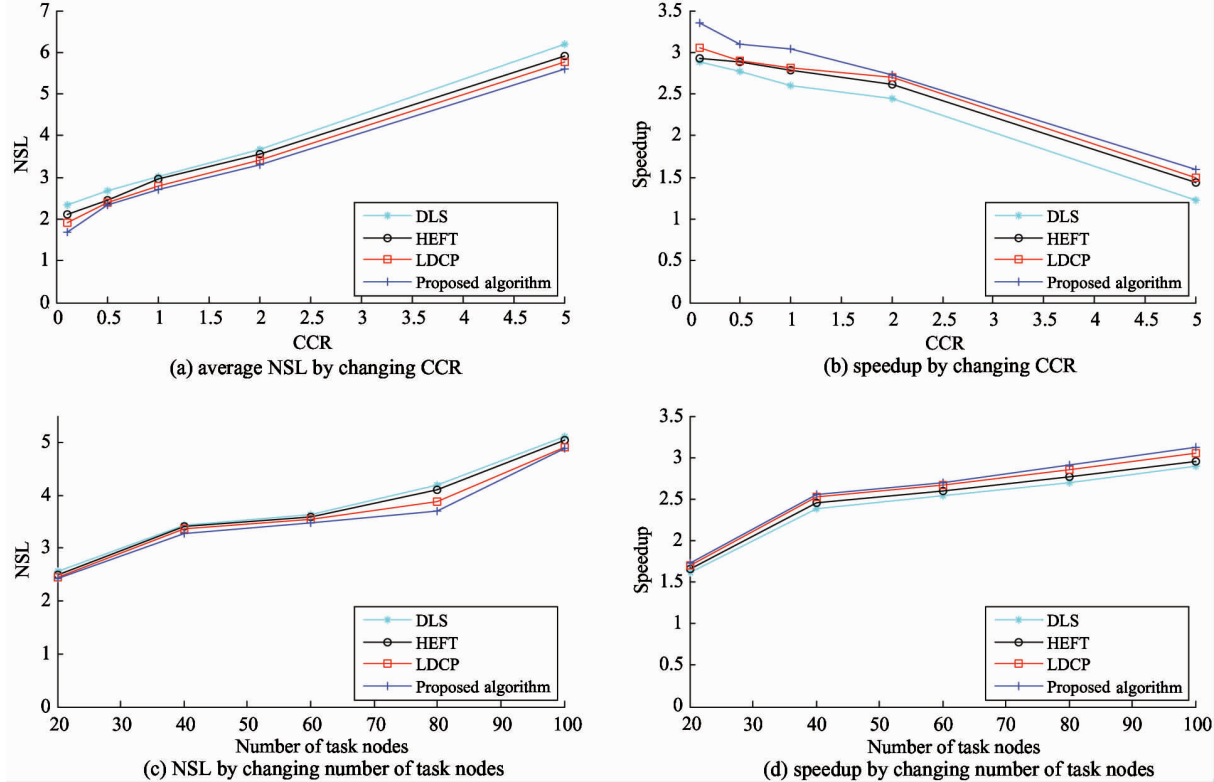 7
6
5
4
3
2
1
0
NSL
0 0.5 1 1.5 2 2.5 3 3.5 4 4.5 5
CCR
DLS
HEFT
LDCP
Proposed algorithm
(a) average NSL by changing CCR
3.5
3
2.5
2
1.5
1
0.5
0
Speedup
0 0.5 1 1.5 2 2.5 3 3.5 4 4.5 5
CCR
DLS
HEFT
LDCP
Proposed algorithm
(b) speedup by changing CCR
5
4
3
2
1
0
NSL
20 30 40 50 60 70 80 90 100
Number of task nodes
DLS
HEFT
LDCP
Proposed algorithm
(c) NSL by changing number of task nodes
3.5
3
2.5
2
1.5
1
0.5
0
Speedup
20 30 40 50 60 70 80 90 100
Number of task nodes
DLS
HEFT
LDCP
Proposed algorithm
(d) speedup by changing number of task nodes